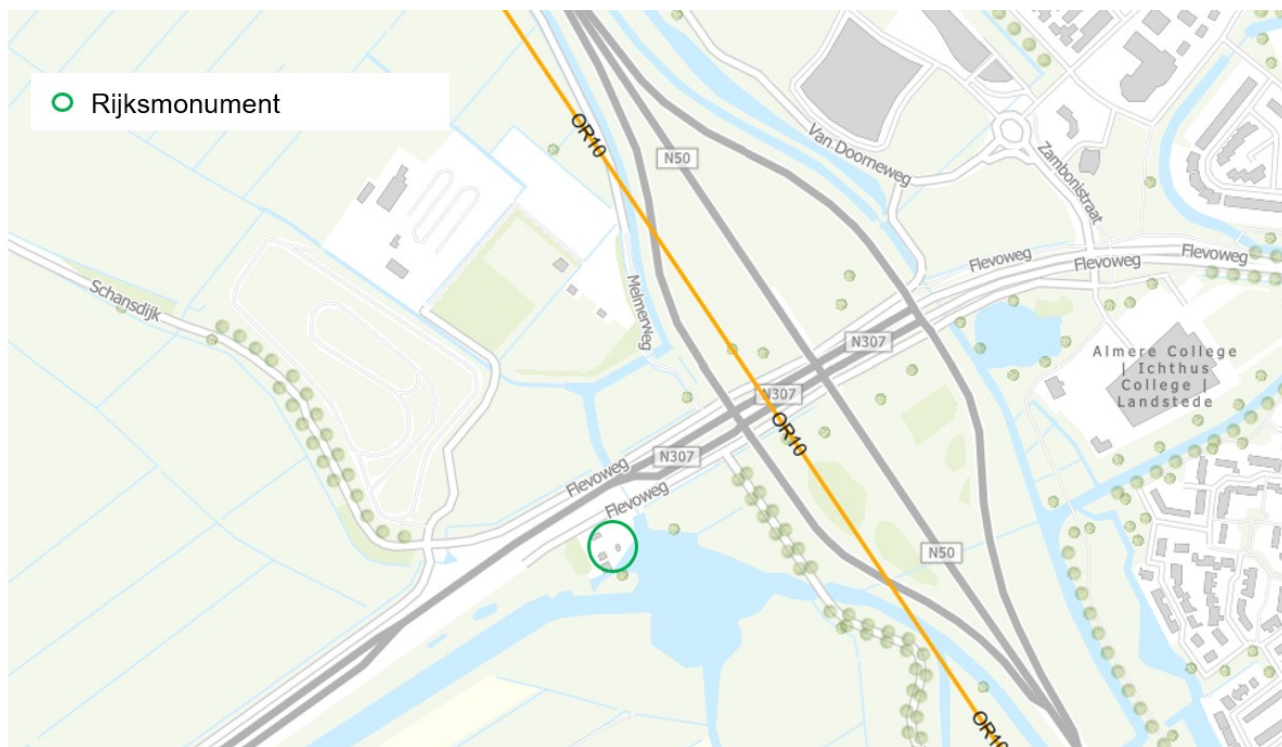 Rijksmonument
OR10
N50
Van Doorneweg
Zambonistraat
Flevoweg
Flevoweg
Flevoweg
Schansdijk
Melmerweg
N307
N307
Almere College
| Ichthus
College |
Landstede
OR10
N307
Flevoweg
Flevoweg
N50
OR10